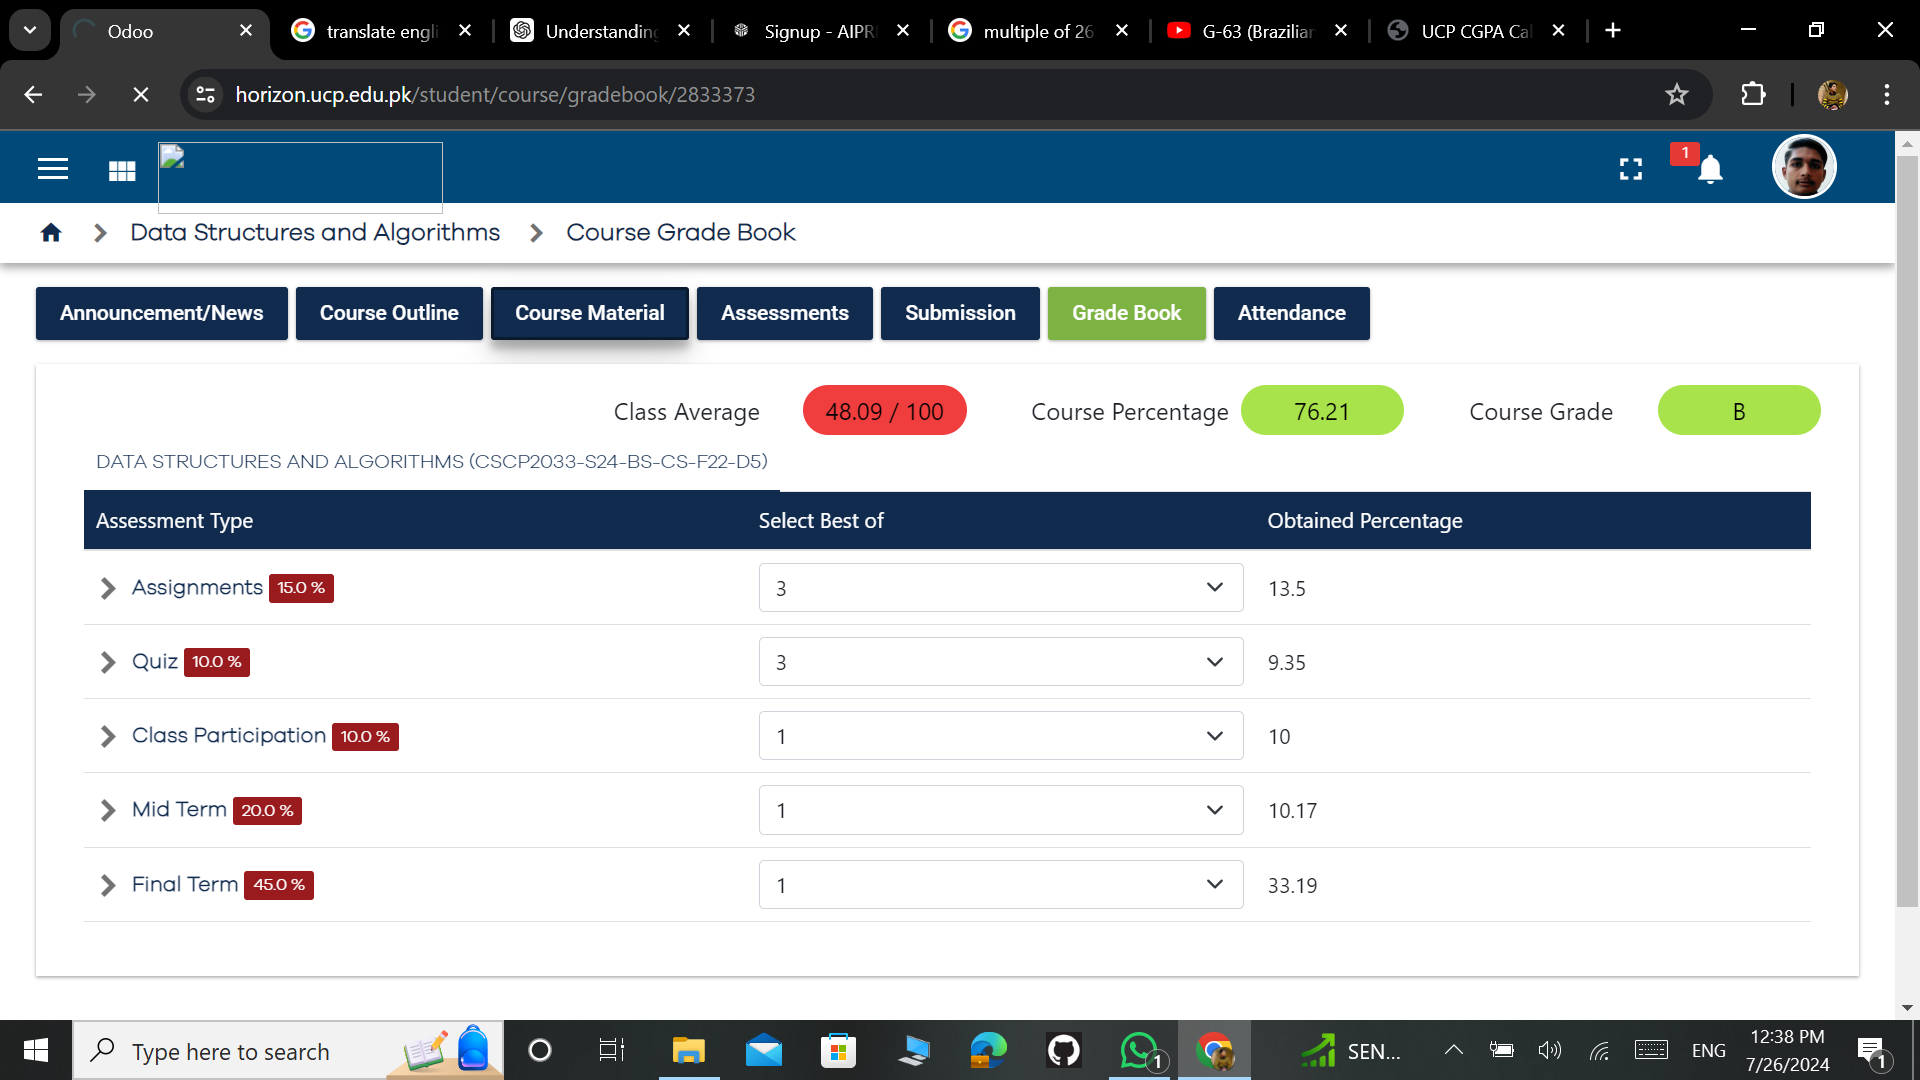 Odoo
translate engli
Understanding
Signup - AIPRI
multiple of 26
G-63 (Brazilian
UCP CGPA Cal
horizon.ucp.edu.pk/student/course/gradebook/2833373
1
Data Structures and Algorithms
Course Grade Book
Announcement/News
Course Outline
Course Material
Assessments
Submission
Grade Book
Attendance
Class Average
48.09 / 100
Course Percentage
76.21
Course Grade
B
DATA STRUCTURES AND ALGORITHMS (CSCP2033-S24-BS-CS-F22-D5)
Assessment Type
Select Best of
Obtained Percentage
Assignments 15.0 %
3
13.5
Quiz 10.0 %
3
9.35
Class Participation 10.0 %
1
10
Mid Term 20.0 %
1
10.17
Final Term 45.0 %
1
33.19
Type here to search
1
SEN...
ENG
12:38 PM
7/26/2024
1